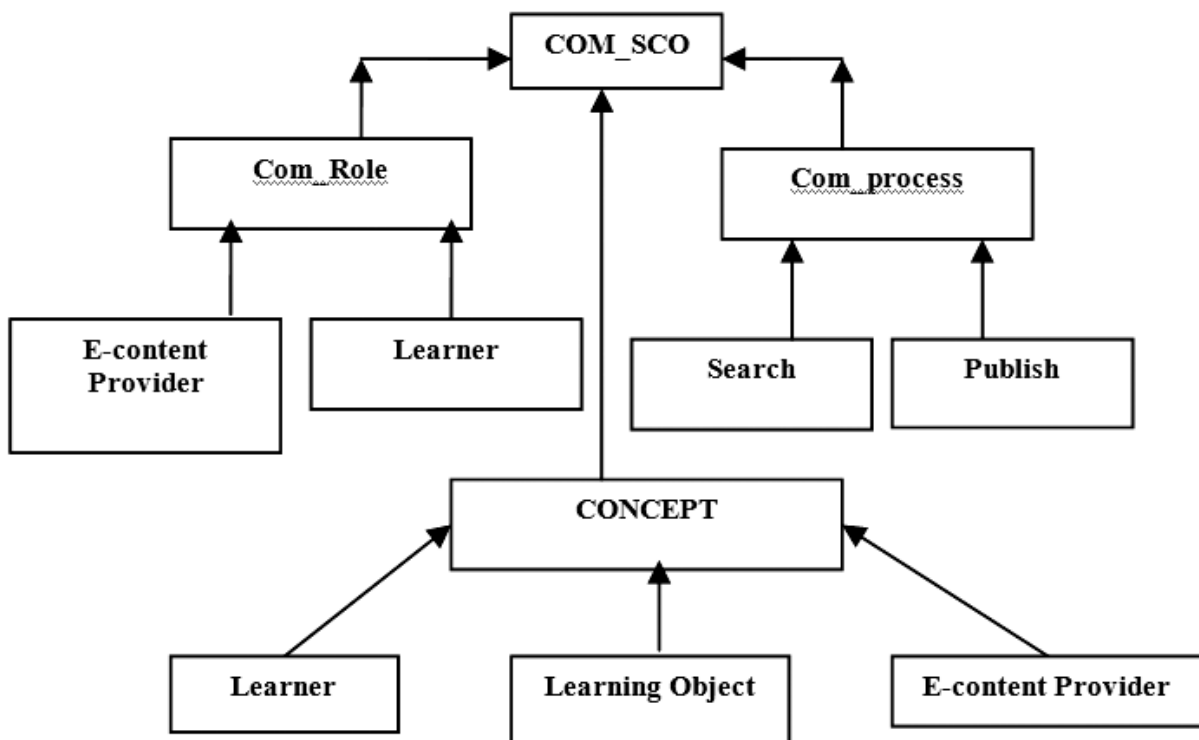 COM_SCO
Com_Role
Com_process
E-content
Provider
Learner
Search
Publish
CONCEPT
Learner
Learning Object
E-content Provider